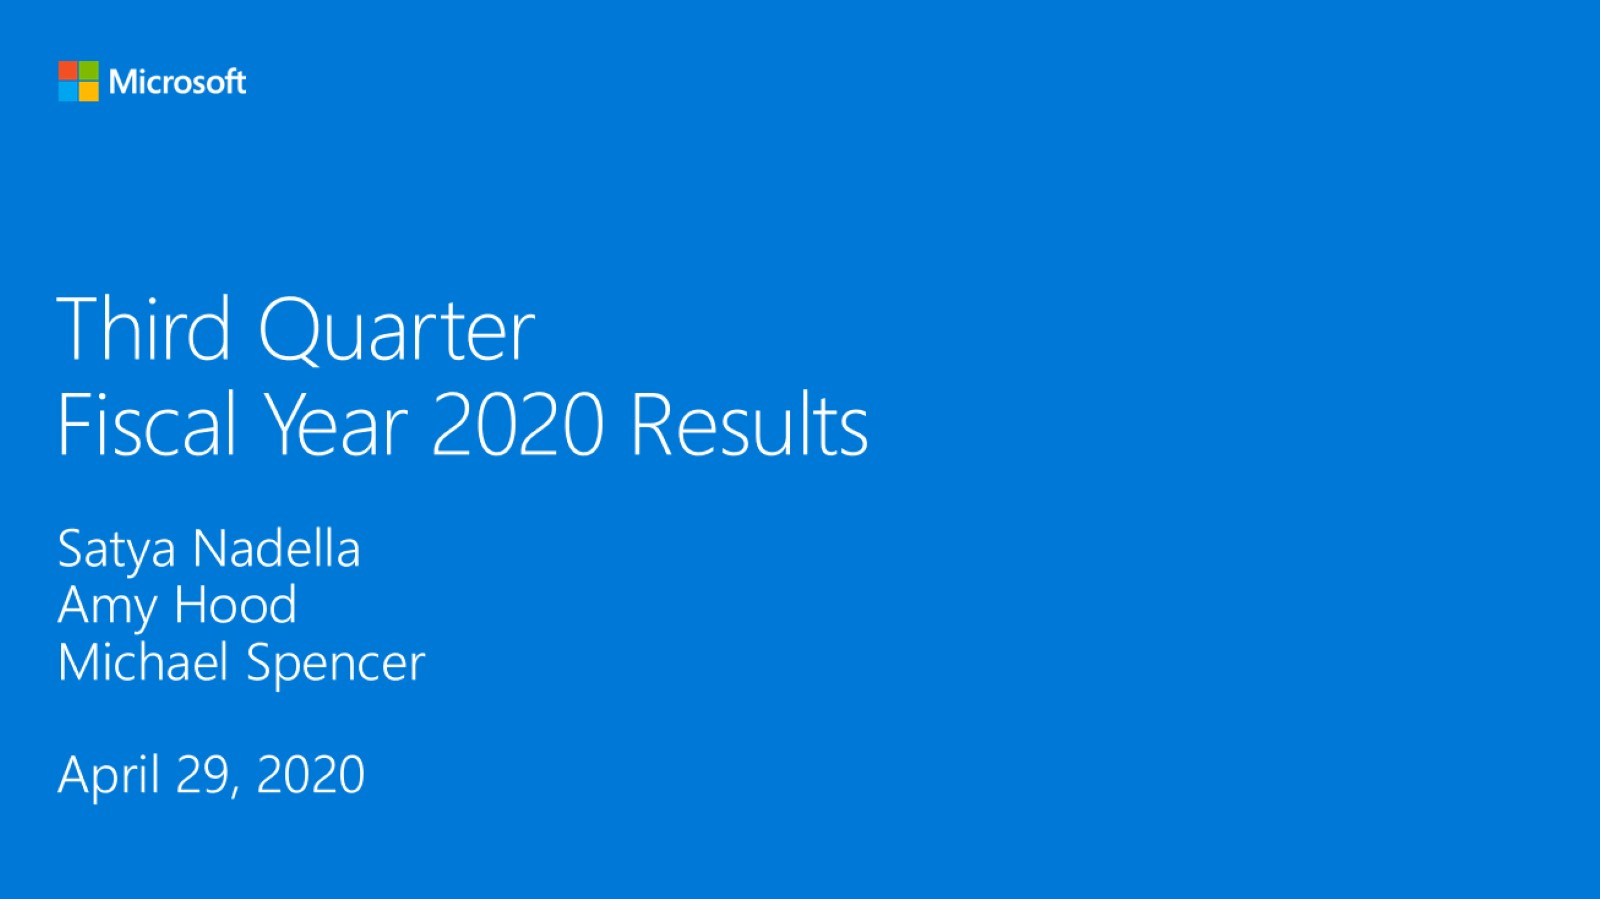 Microsoft
Third Quarter
Fiscal Year 2020 Results
Satya Nadella
Amy Hood
Michael Spencer
April 29, 2020